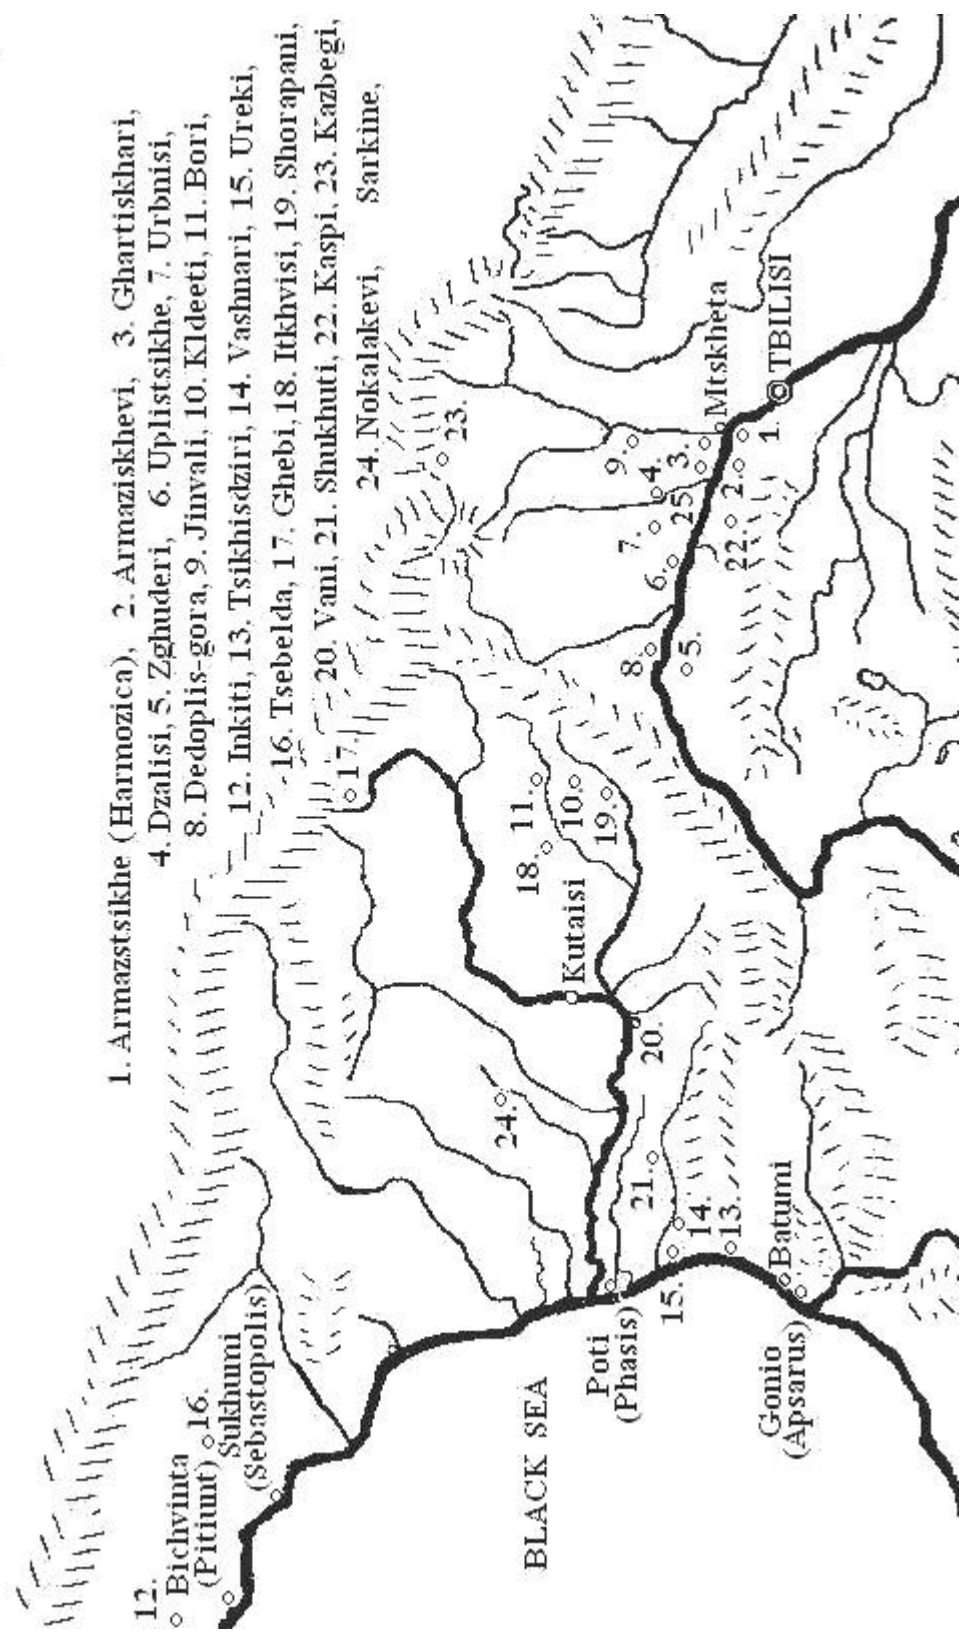 1. Armazstsikhe (Harmozica), 2. Armaziskhevi, 3. Ghartiskhari,
4. Dzalisi, 5. Zghuderi, 6. Uplistsikhe, 7. Urbnisi,
8. Dedoplis-gora, 9. Jinvali, 10. Kldeeti, 11. Bori,
12. Inkiti, 13. Tsikhisdziri, 14. Vashnari, 15. Ureki,
16. Tsebelda, 17. Ghebi, 18. Itkhvisi, 19. Shorapani,
20. Vani, 21. Shukhuti, 22. Kaspi, 23. Kazbegi,
24. Nokalakevi, Sarkine,
12.
Bichvinta
(Pitiunt)
16.
Sukhumi
(Sebastopolis)
17.
23.
24.
18.
11.
10.
19.
Kutaisi
20.
BLACK SEA
Poti
(Phasis)
21.
15.
14.
13.
Batumi
Gonio
(Apsarus)
8.
5.
6.
7.
4.
25
9.
3.
Mtskheta
22.
2.
1.
TBILISI